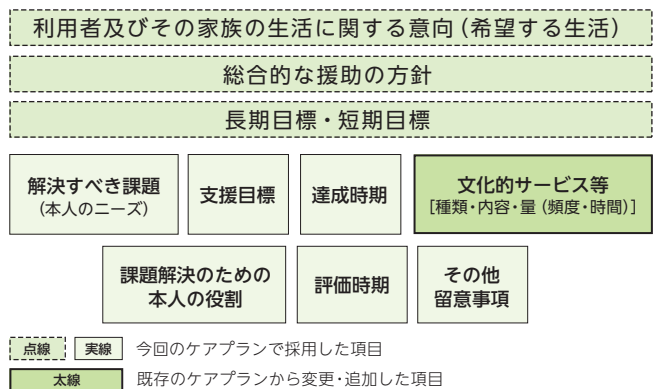 利用者及びその家族の生活に関する意向（希望する生活）
総合的な援助の方針
長期目標・短期目標
解決すべき課題
（本人のニーズ）
支援目標
達成時期
文化的サービス等
［種類・内容・量（頻度・時間）］
課題解決のための
本人の役割
評価時期
その他
留意事項
点線 実線 今回のケアプランで採用した項目
太線 既存のケアプランから変更・追加した項目